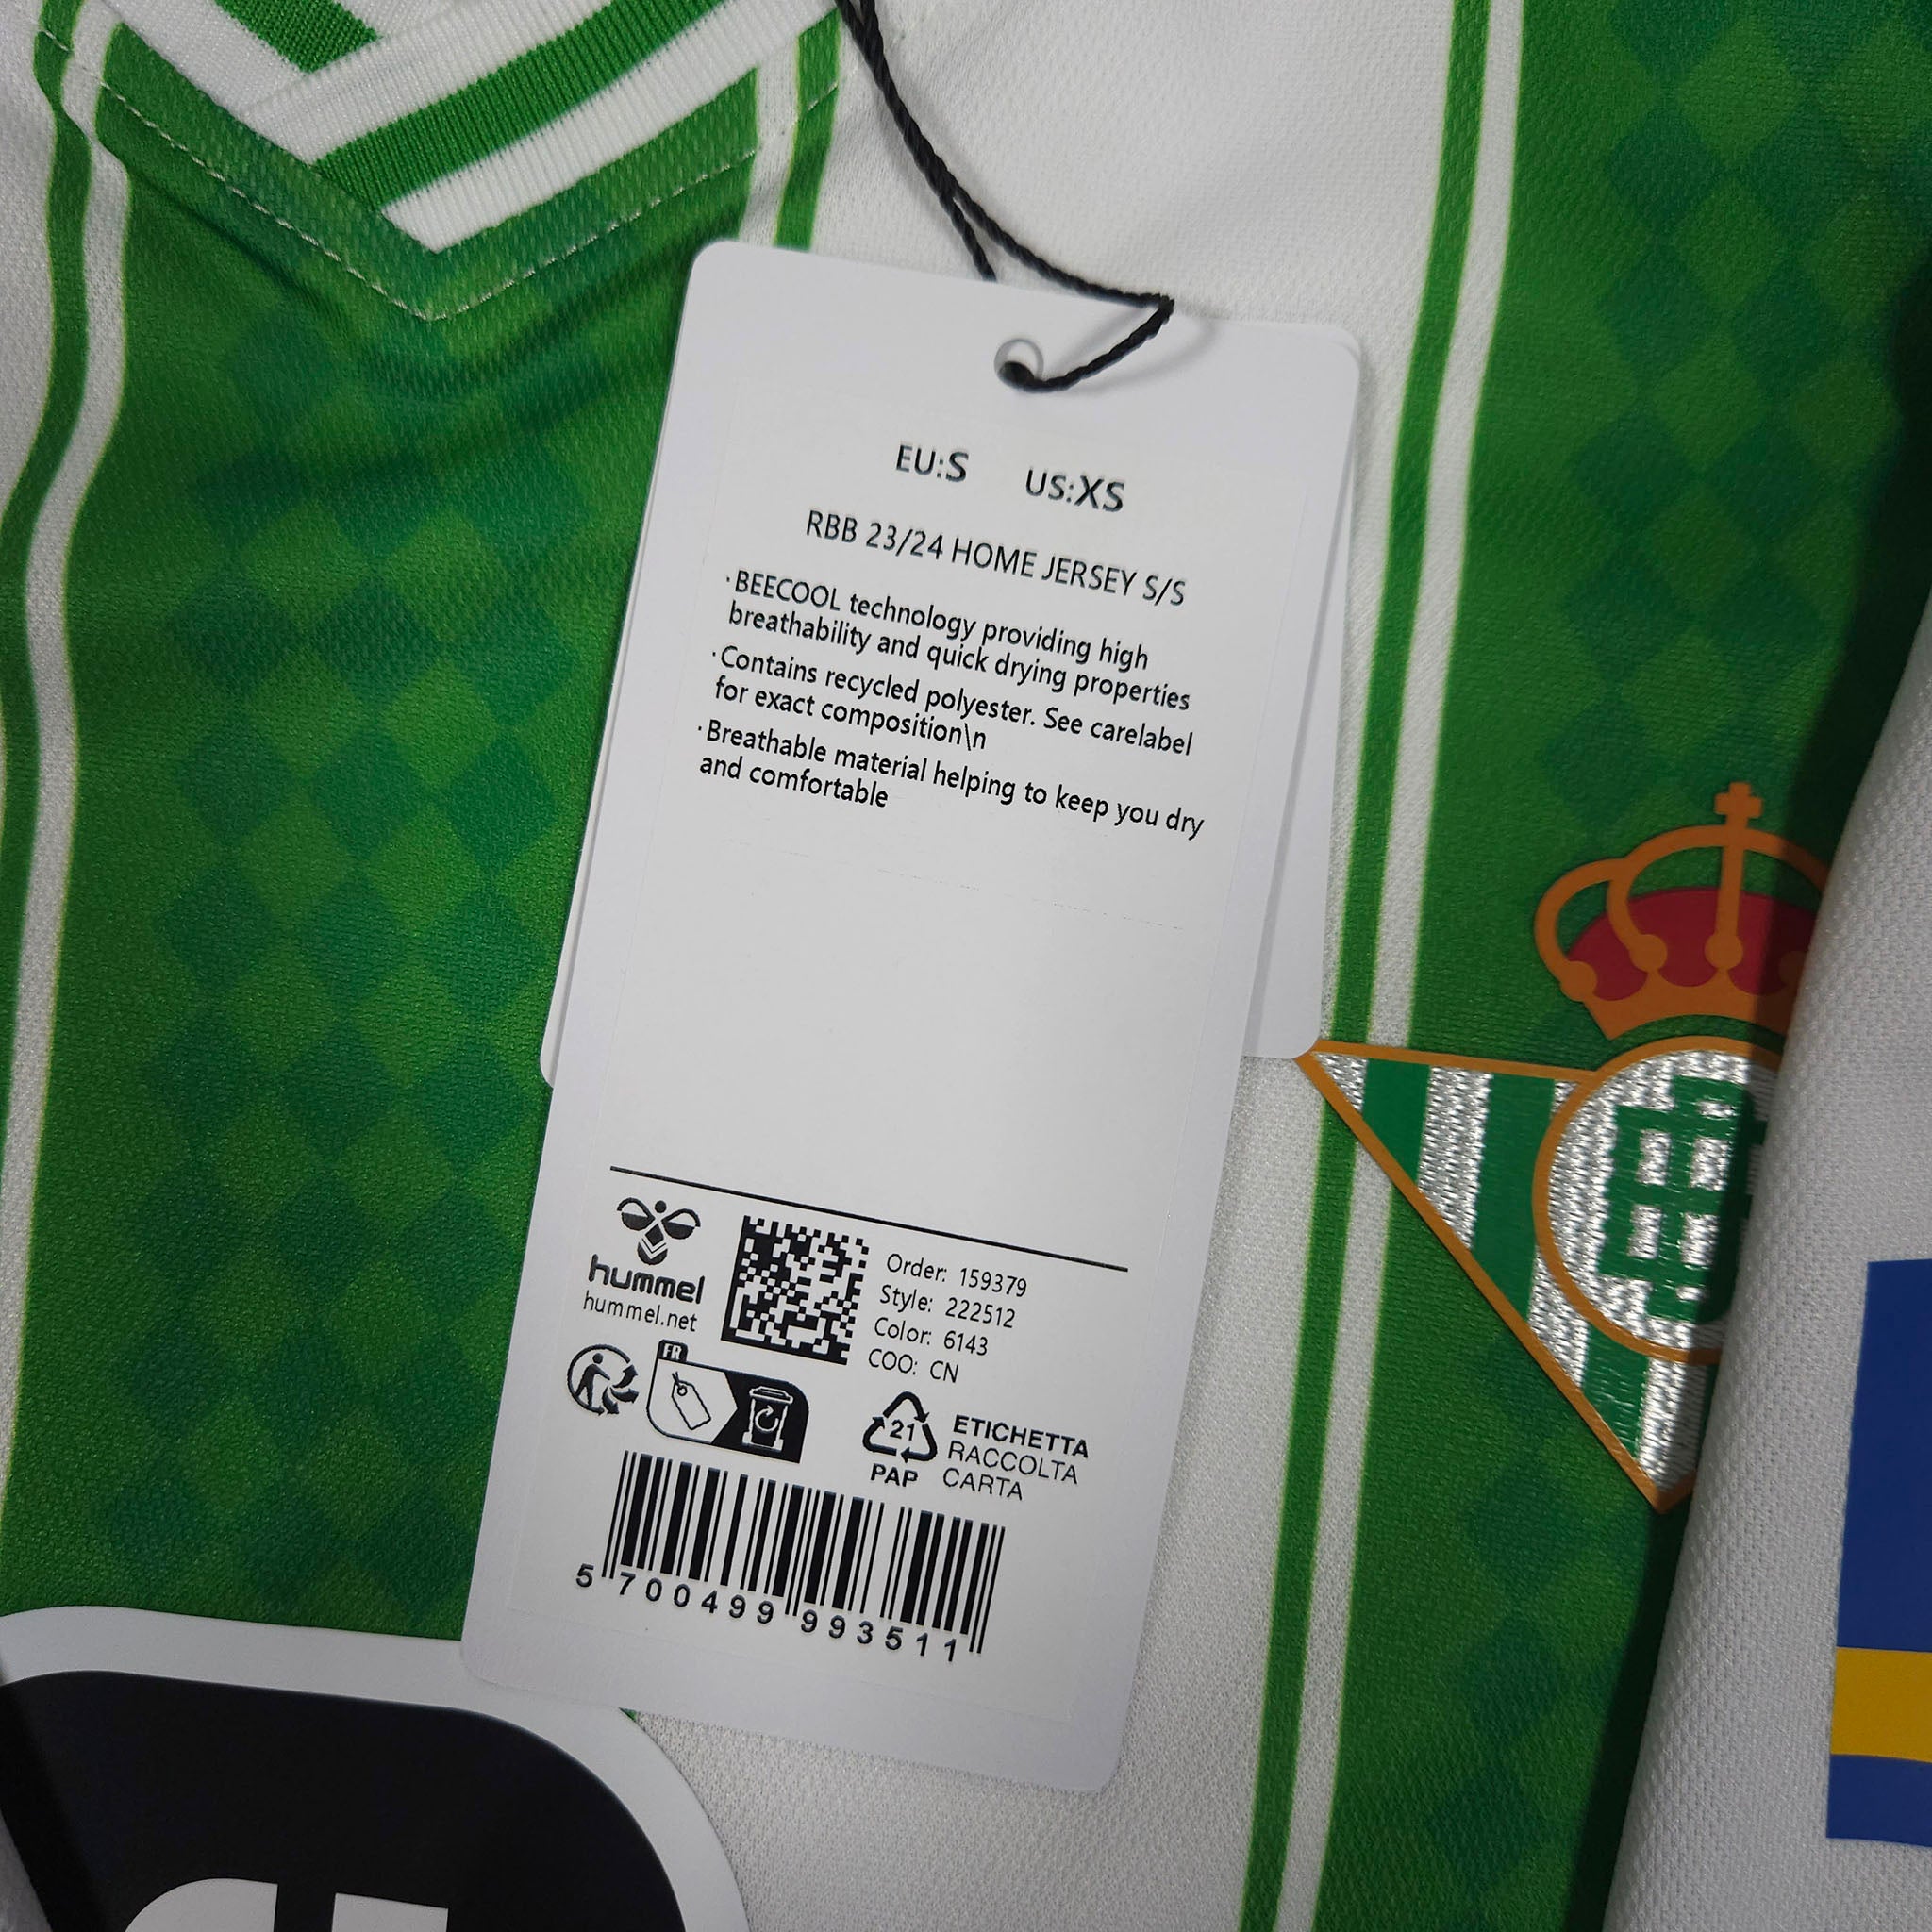 EU:S US:XS
RBB 23/24 HOME JERSEY S/S
·BEECOOL technology providing high
breathability and quick drying properties
·Contains recycled polyester. See carelabel
for exact composition\n
·Breathable material helping to keep you dry
and comfortable
hummel
hummel.net
Order: 159379
Style: 222512
Color: 6143
COO: CN
FR
21
PAP
ETICHETTA
RACCOLTA
CARTA
5 700499 993511